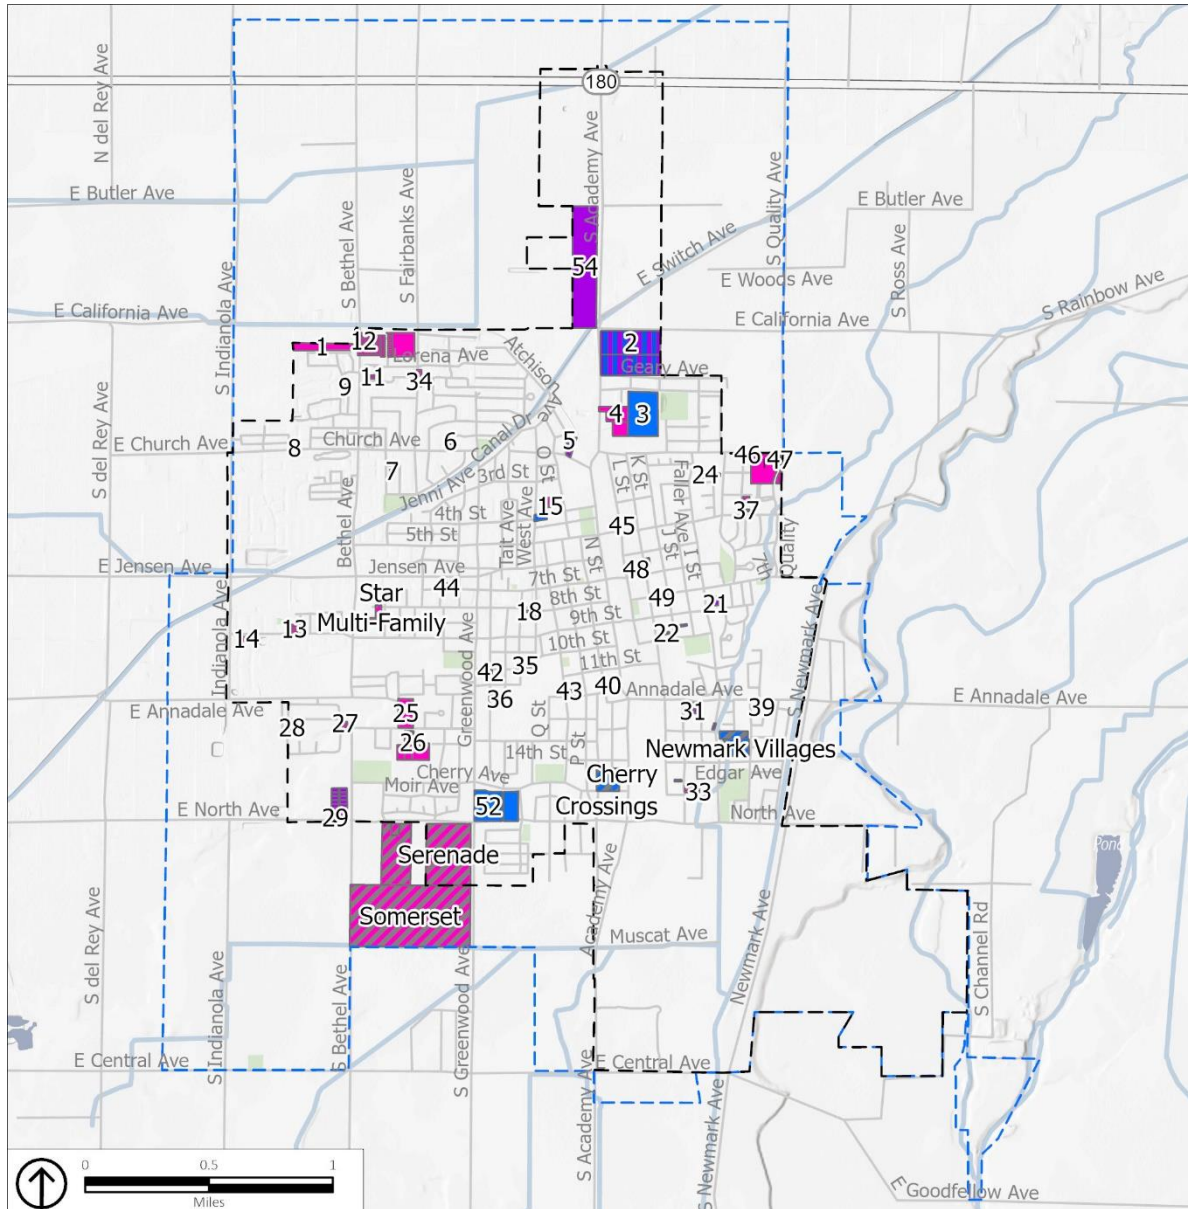 N del Rey Ave
180
S Academy Ave
S Quality Ave
E Butler Ave
S Bethel Ave
S Fairbanks Ave
E Butler Ave
E Switch Ave
54
E Woods Ave
S Ross Ave
S Rainbow Ave
S Indianola Ave
E California Ave
E California Ave
1
12
Lorena Ave
Atchison Ave
2
Geary Ave
9
11
34
S del Rey Ave
4
3
E Church Ave
8
Church Ave
6
Canal Dr
O St
5
7
Jenni Ave
3rd St
L St
K St
Faller Ave
24
46
47
Bethel Ave
4th St
15
37
5th St
Tait Ave
West Ave
N St
45
J St
I St
7th
Quality
E Jensen Ave
Jensen Ave
7th St
48
44
8th St
Star
Multi-Family
18
9th St
49
21
13
14
10th St
22
Indianola Ave
11th St
35
42
36
43
40
Annadale Ave
S Newmark Ave
E Annadale Ave
E Annadale Ave
28
27
25
Greenwood Ave
Q St
P St
31
39
26
14th St
Newmark Villages
Cherry Ave
Cherry
Crossings
Edgar Ave
Moir Ave
33
E North Ave
29
52
North Ave
Serenade
Pond
Academy Ave
Somerset
S del Rey Ave
Muscat Ave
Newmark Ave
S Channel Rd
S Indianola Ave
S Bethel Ave
S Greenwood Ave
E Central Ave
E Central Ave
S Academy Ave
S Newmark Ave
E Goodfellow Ave
0 0.5 1
Miles